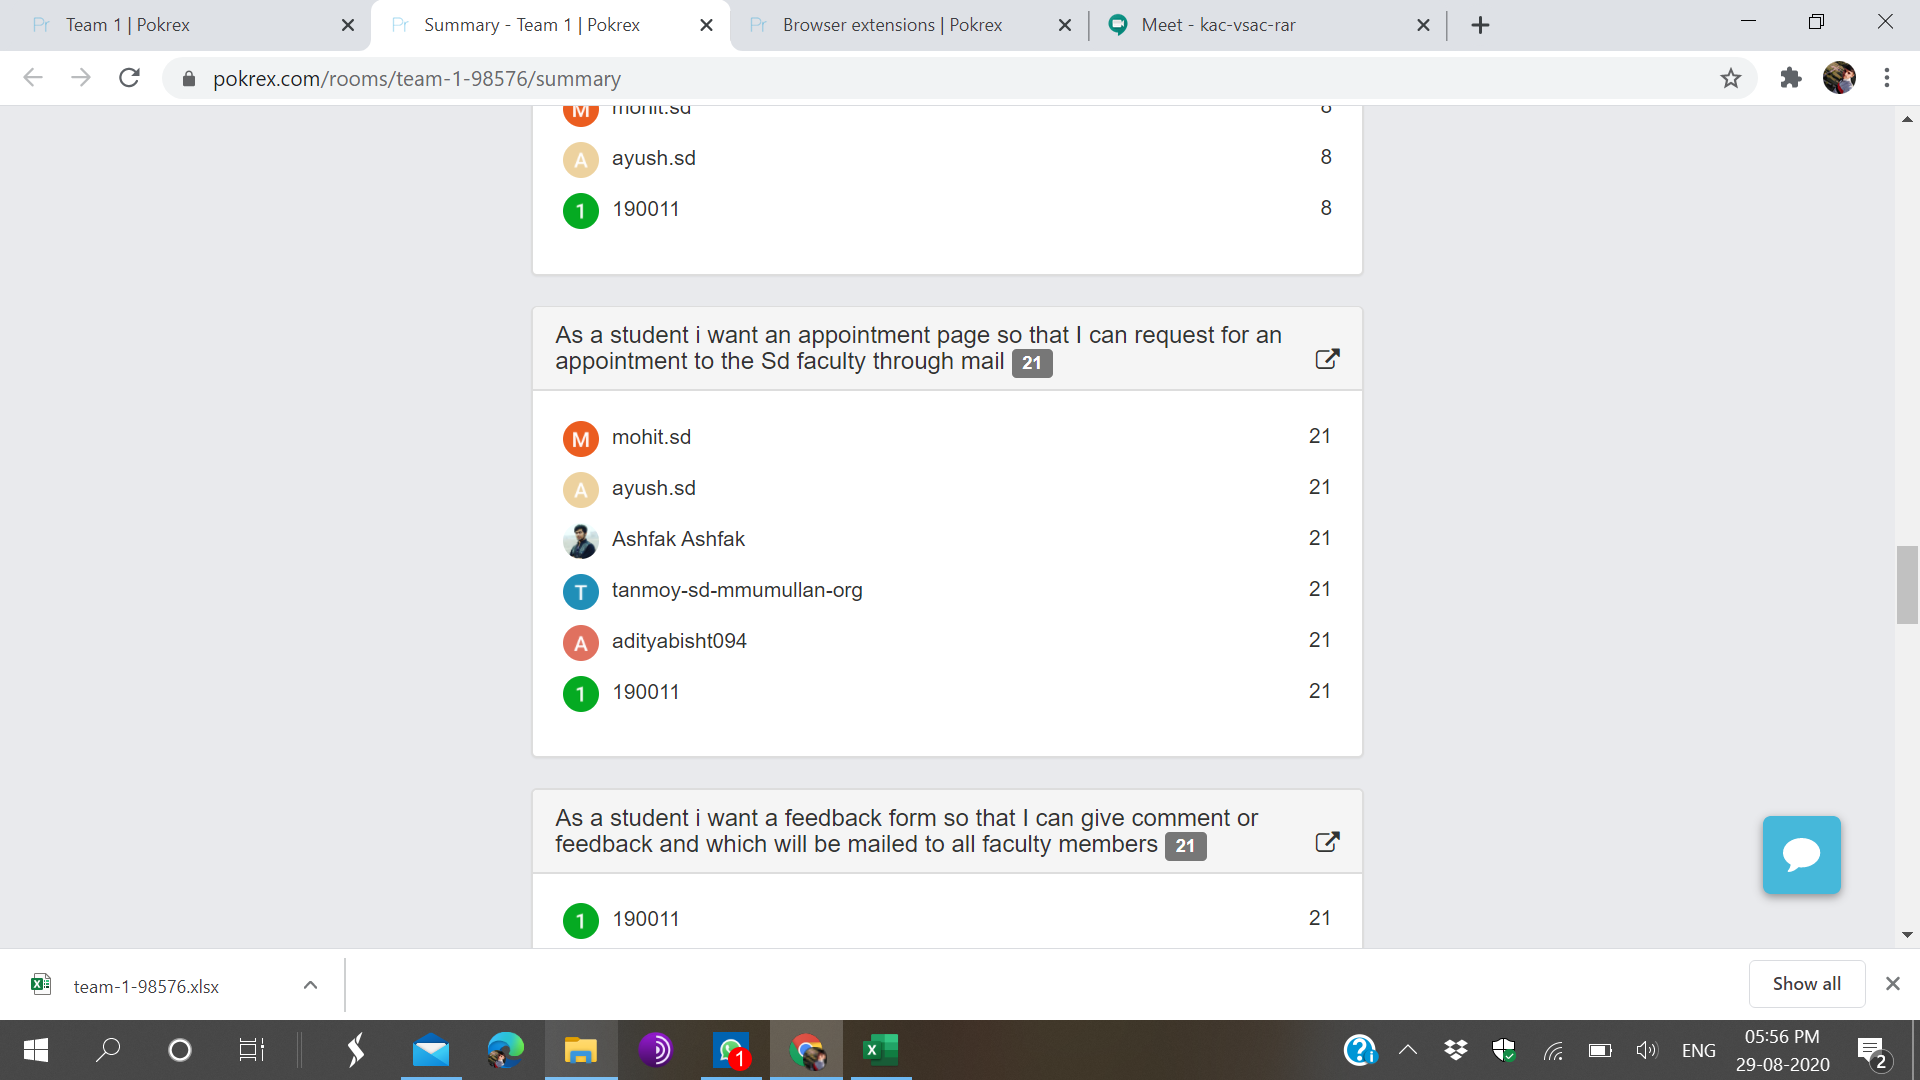 Pr Team 1 | Pokrex
Pr Summary - Team 1 | Pokrex
Pr Browser extensions | Pokrex
Meet - kac-vsac-rar
pokrex.com/rooms/team-1-98576/summary
M mohit.sd 8
A ayush.sd 8
1 190011 8
As a student i want an appointment page so that I can request for an
appointment to the Sd faculty through mail 21
M mohit.sd 21
A ayush.sd 21
Ashfak Ashfak 21
T tanmoy-sd-mmumullan-org 21
A adityabisht094 21
1 190011 21
As a student i want a feedback form so that I can give comment or
feedback and which will be mailed to all faculty members 21
1 190011 21
team-1-98576.xlsx
Show all
1
ENG
05:56 PM
29-08-2020
2